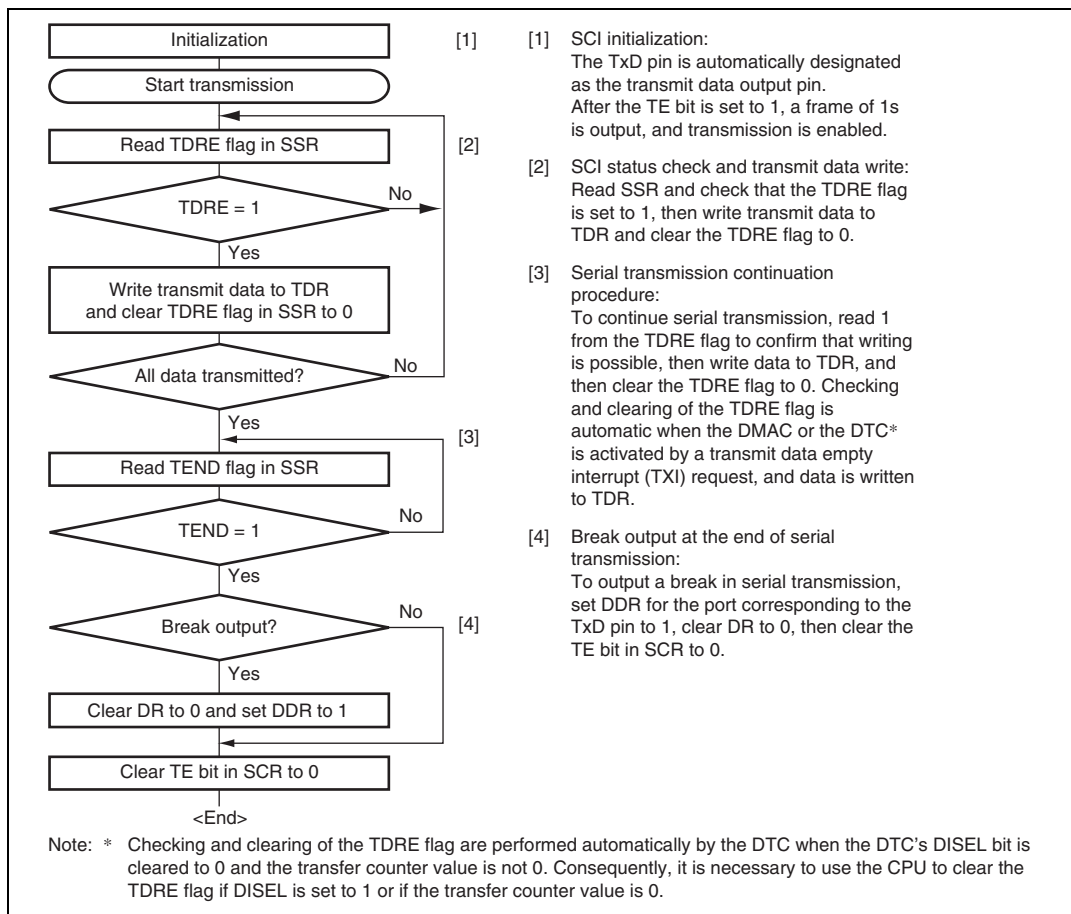 Initialization
[1]
Start transmission
Read TDRE flag in SSR
[2]
TDRE = 1
No
Yes
Write transmit data to TDR
and clear TDRE flag in SSR to 0
All data transmitted?
No
Yes
[3]
Read TEND flag in SSR
TEND = 1
No
Yes
Break output?
No
[4]
Yes
Clear DR to 0 and set DDR to 1
Clear TE bit in SCR to 0
<End>
[1] SCI initialization:
The TxD pin is automatically designated
as the transmit data output pin.
After the TE bit is set to 1, a frame of 1s
is output, and transmission is enabled.
[2] SCI status check and transmit data write:
Read SSR and check that the TDRE flag
is set to 1, then write transmit data to
TDR and clear the TDRE flag to 0.
[3] Serial transmission continuation
procedure:
To continue serial transmission, read 1
from the TDRE flag to confirm that writing
is possible, then write data to TDR, and
then clear the TDRE flag to 0. Checking
and clearing of the TDRE flag is
automatic when the DMAC or the DTC*
is activated by a transmit data empty
interrupt (TXI) request, and data is written
to TDR.
[4] Break output at the end of serial
transmission:
To output a break in serial transmission,
set DDR for the port corresponding to the
TxD pin to 1, clear DR to 0, then clear the
TE bit in SCR to 0.
Note: * Checking and clearing of the TDRE flag are performed automatically by the DTC when the DTC's DISEL bit is
cleared to 0 and the transfer counter value is not 0. Consequently, it is necessary to use the CPU to clear the
TDRE flag if DISEL is set to 1 or if the transfer counter value is 0.